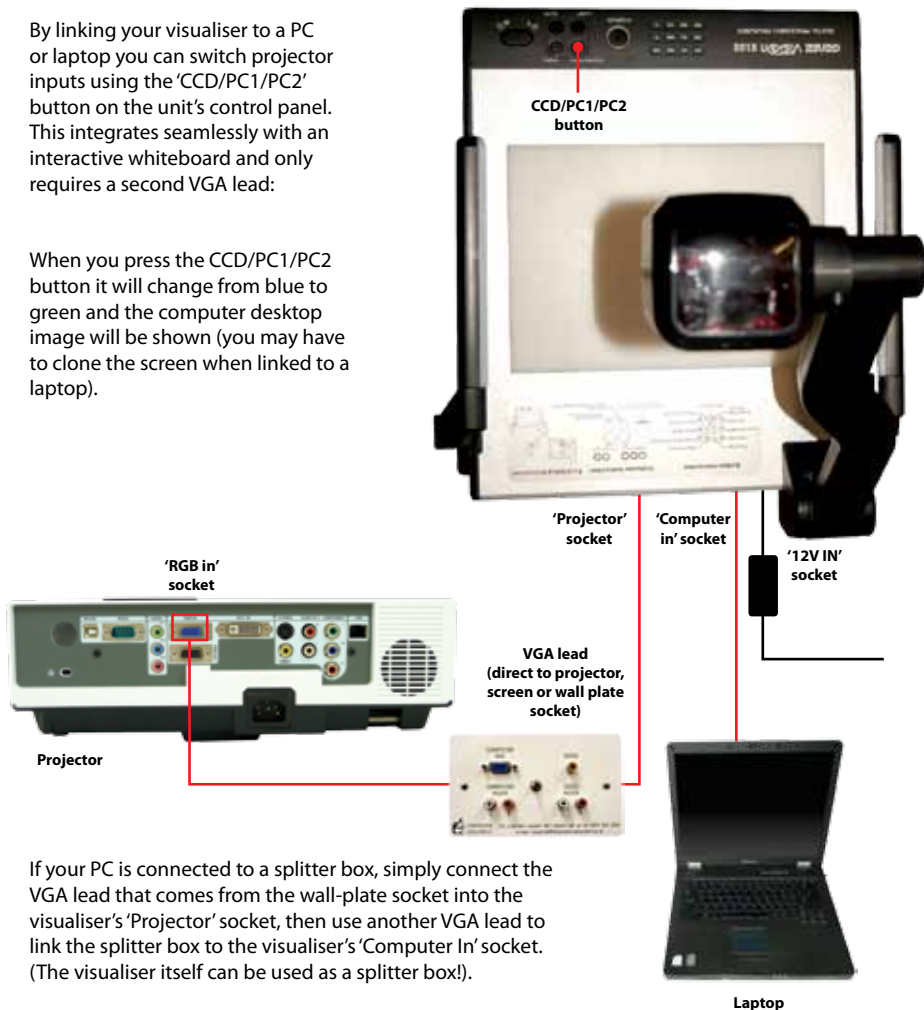 By linking your visualiser to a PC
or laptop you can switch projector
inputs using the ‘CCD/PC1/PC2’
button on the unit’s control panel.
This integrates seamlessly with an
interactive whiteboard and only
requires a second VGA lead:
When you press the CCD/PC1/PC2
button it will change from blue to
green and the computer desktop
image will be shown (you may have
to clone the screen when linked to a
laptop).
CCD/PC1/PC2
button
‘Projector’
socket
‘Computer
in’ socket
‘12V IN’
socket
‘RGB in’
socket
VGA lead
(direct to projector,
screen or wall plate
socket)
Projector
If your PC is connected to a splitter box, simply connect the
VGA lead that comes from the wall-plate socket into the
visualiser’s ‘Projector’ socket, then use another VGA lead to
link the splitter box to the visualiser’s ‘Computer In’ socket.
(The visualiser itself can be used as a splitter box!).
Laptop